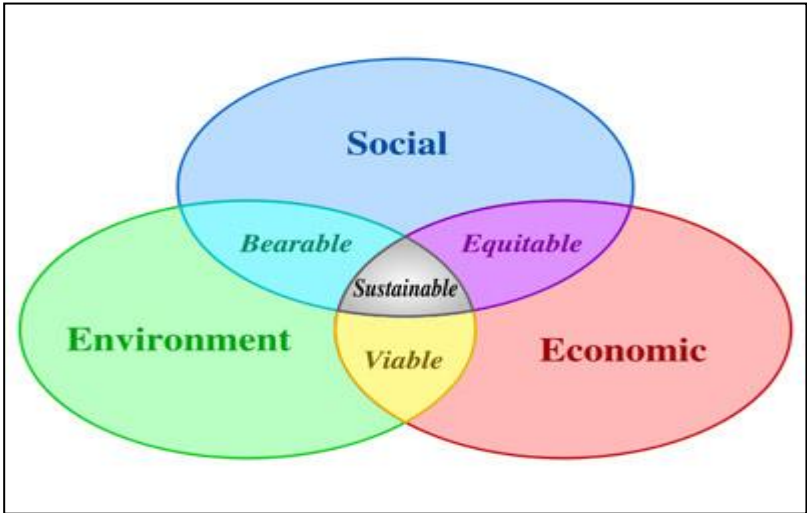 Social
Bearable
Equitable
Sustainable
Environment
Viable
Economic